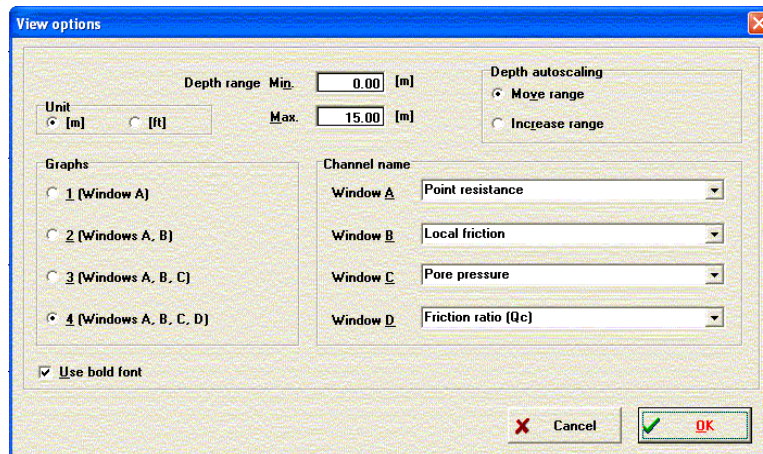 View options
Depth range Min. 0.00 [m]
Max. 15.00 [m]
Depth autoscaling
Move range
Increase range
Unit
[m] [ft]
Graphs
1 (Window A)
2 (Windows A, B)
3 (Windows A, B, C)
4 (Windows A, B, C, D)
Channel name
Window A Point resistance
Window B Local friction
Window C Pore pressure
Window D Friction ratio (Qc)
Use bold font
Cancel
OK